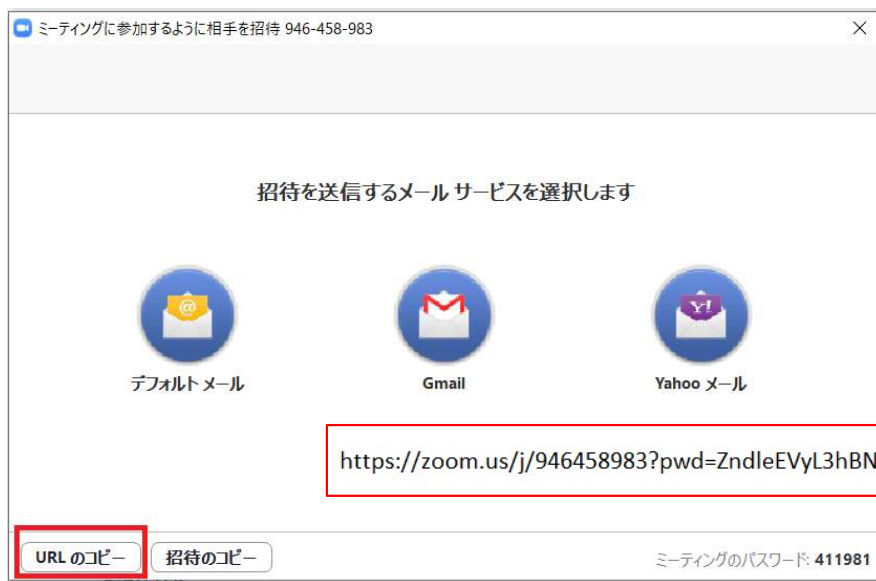 ミーティングに参加するように相手を招待 946-458-983
招待を送信するメール サービスを選択します
@
Y!
デフォルト メール
Gmail
Yahoo メール
https://zoom.us/j/946458983?pwd=ZndleEVyL3hBN
URL のコピー
招待のコピー
ミーティングのパスワード: 411981